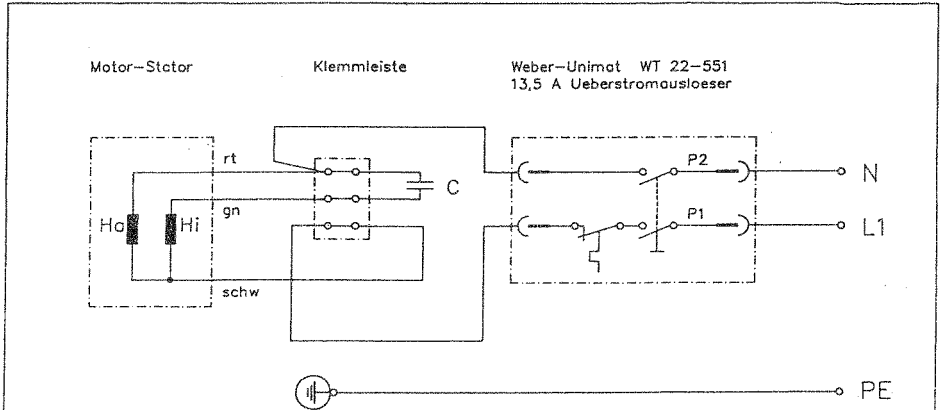 Motor-Stator
Klemmleiste
Weber-Unimat WT 22-551
13,5 A Ueberstromausloeser
rt
P2
N
C
gn
Ha
Hi
P1
L1
schw
PE